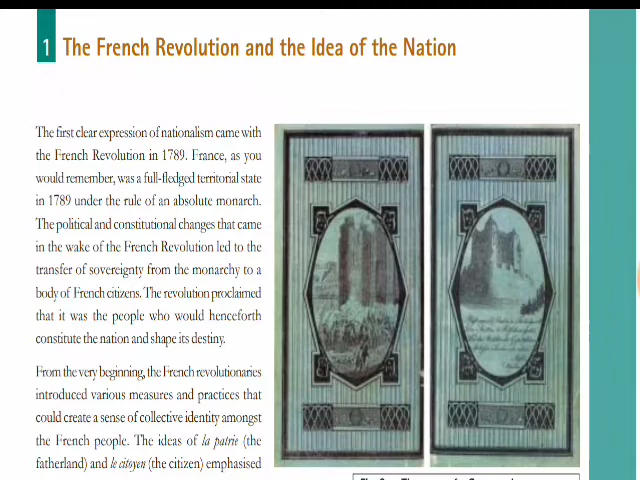 1 The French Revolution and the Idea of the Nation
The first clear expression of nationalism came with
the French Revolution in 1789. France, as you
would remember, was a full-fledged territorial state
in 1789 under the rule of an absolute monarch.
The political and constitutional changes that came
in the wake of the French Revolution led to the
transfer of sovereignty from the monarchy to a
body of French citizens. The revolution proclaimed
that it was the people who would henceforth
constitute the nation and shape its destiny.
From the very beginning, the French revolutionaries
introduced various measures and practices that
could create a sense of collective identity amongst
the French people. The ideas of la patrie (the
fatherland) and le citoyen (the citizen) emphasised